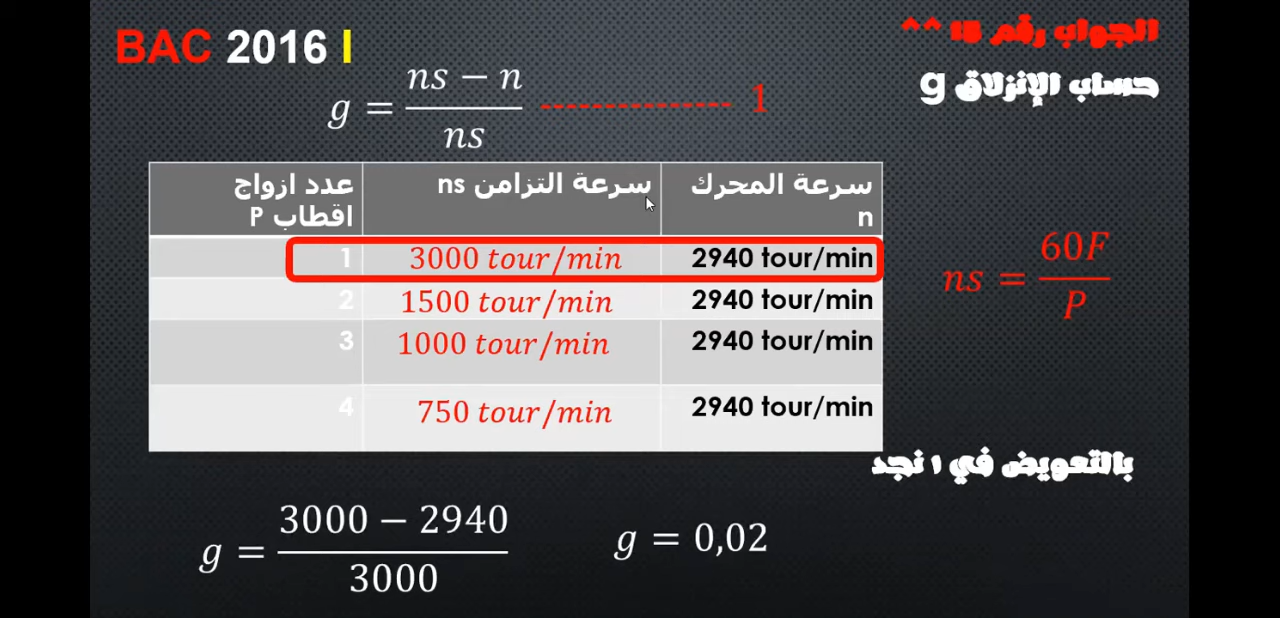 الجواب رقم 15 ^^
BAC 2016 I
حساب الإنزلاق g
g = (ns − n) / ns -------------- 1
سرعة المحرك n | سرعة التزامن ns | عدد ازواج اقطاب P
2940 tour/min | 3000 tour/min | 1
2940 tour/min | 1500 tour/min | 2
2940 tour/min | 1000 tour/min | 3
2940 tour/min | 750 tour/min | 4
ns = 60F / P
بالتعويض في 1 نجد
g = (3000 − 2940) / 3000
g = 0,02